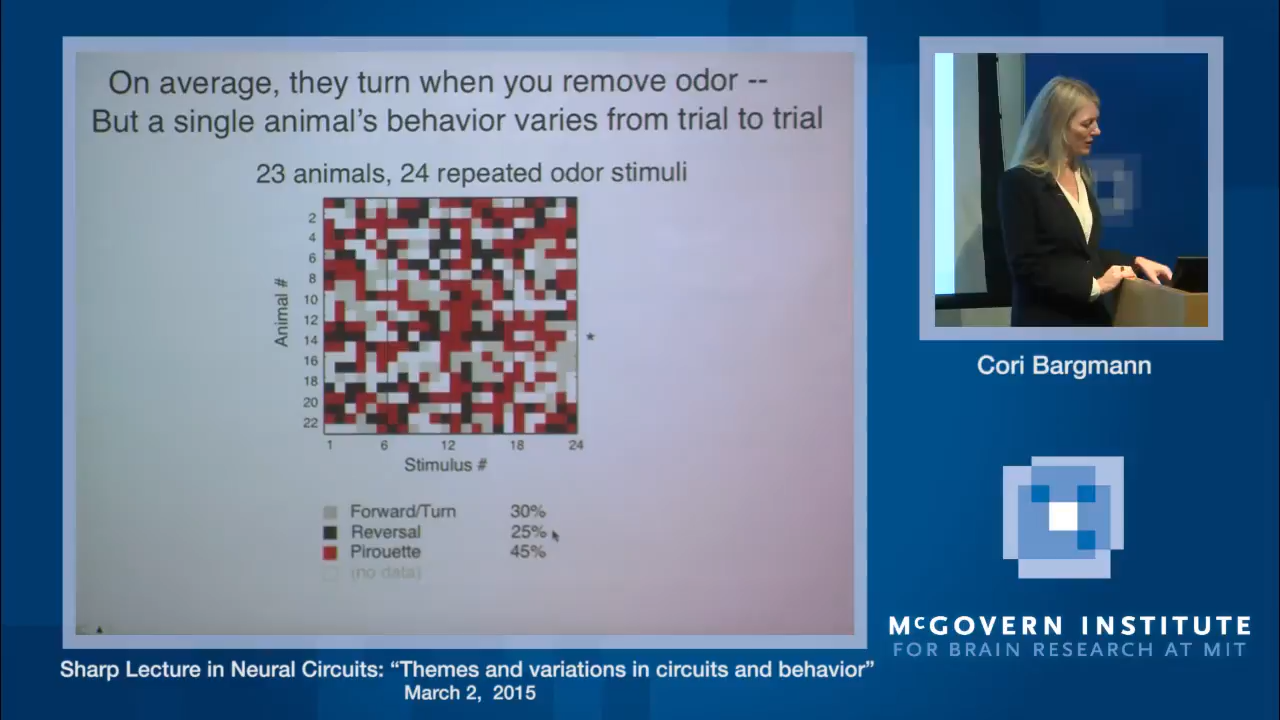 On average, they turn when you remove odor --
But a single animal's behavior varies from trial to trial
23 animals, 24 repeated odor stimuli
Animal #
2
4
6
8
10
12
14
16
18
20
22
*
1 6 12 18 24
Stimulus #
Forward/Turn 30%
Reversal 25%
Pirouette 45%
(no data)
Cori Bargmann
McGOVERN INSTITUTE
FOR BRAIN RESEARCH AT MIT
Sharp Lecture in Neural Circuits: “Themes and variations in circuits and behavior”
March 2, 2015